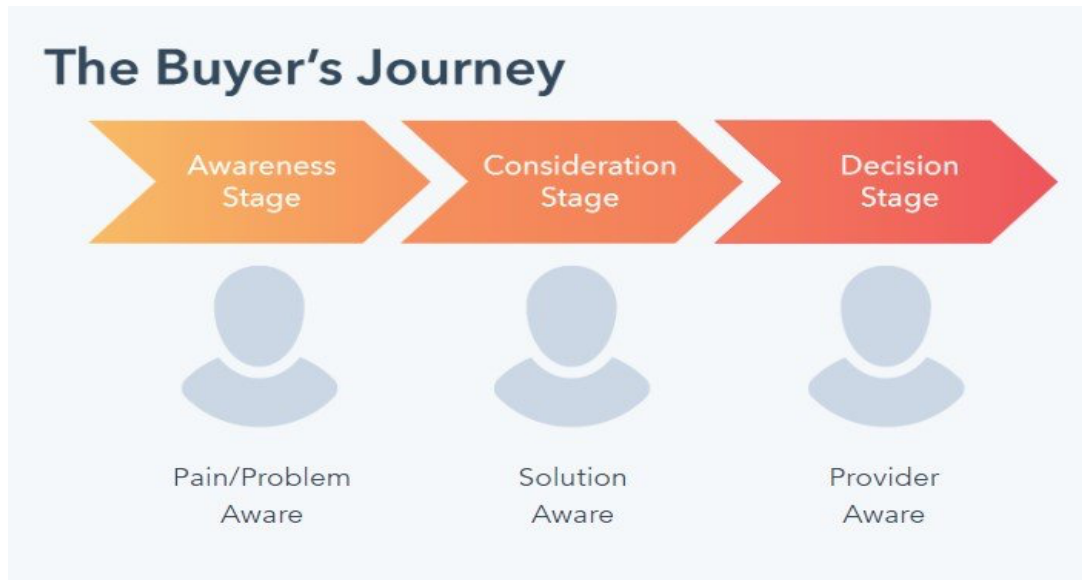 The Buyer's Journey
Awareness
Stage
Consideration
Stage
Decision
Stage
Pain/Problem
Aware
Solution
Aware
Provider
Aware